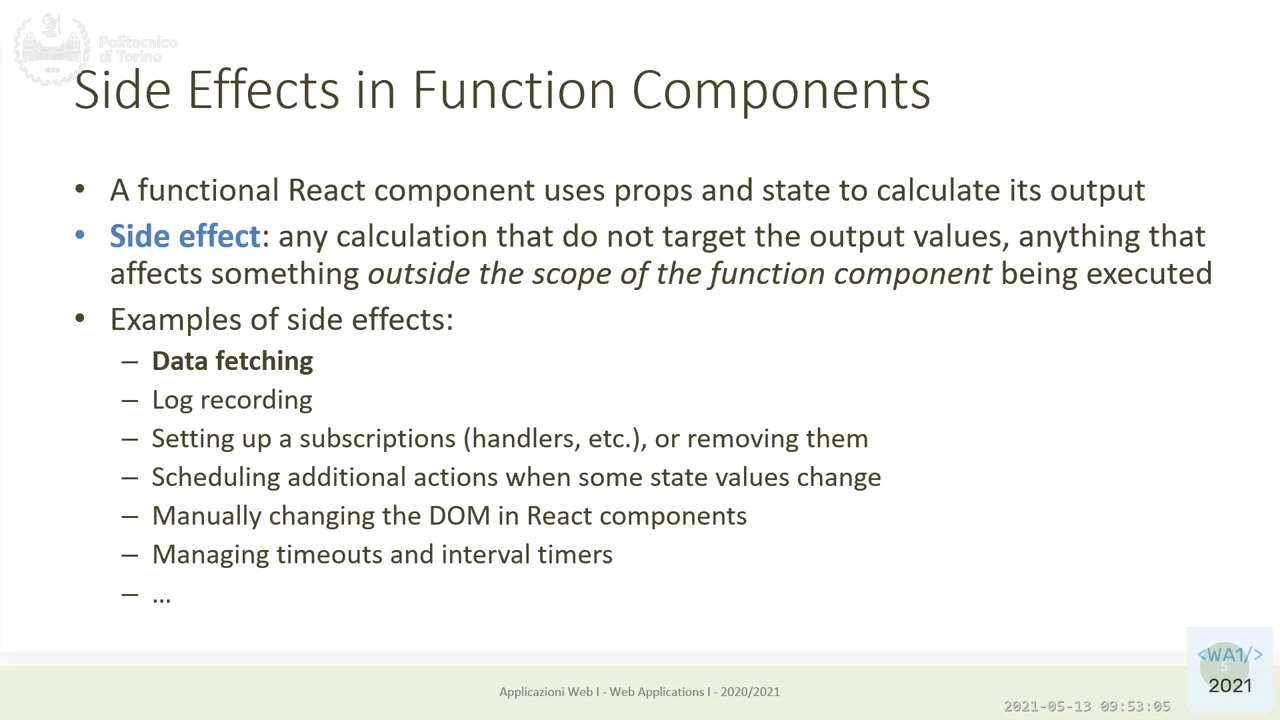 Politecnico
di Torino
Side Effects in Function Components
• A functional React component uses props and state to calculate its output
• Side effect: any calculation that do not target the output values, anything that
affects something outside the scope of the function component being executed
• Examples of side effects:
– Data fetching
– Log recording
– Setting up a subscriptions (handlers, etc.), or removing them
– Scheduling additional actions when some state values change
– Manually changing the DOM in React components
– Managing timeouts and interval timers
– …
<WA1/>
5
2021
Applicazioni Web I - Web Applications I - 2020/2021
2021-05-13 09:53:05